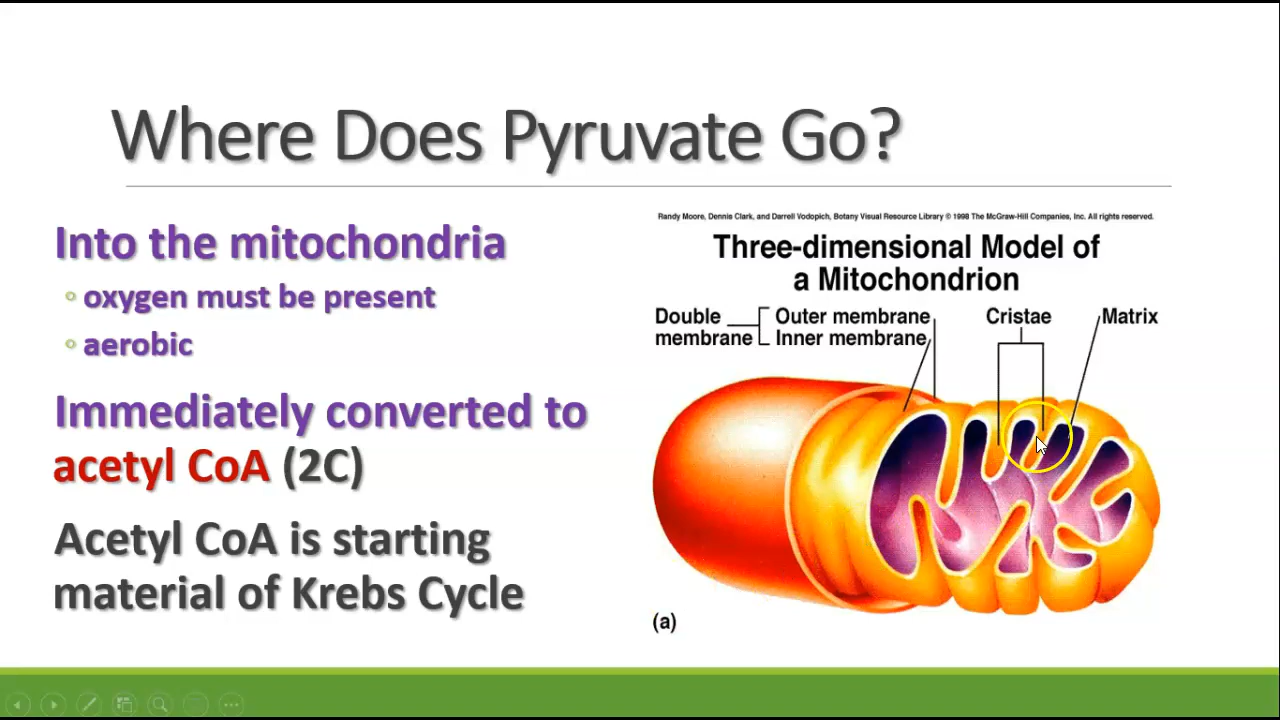 Where Does Pyruvate Go?
Into the mitochondria
oxygen must be present
aerobic
Immediately converted to
acetyl CoA (2C)
Acetyl CoA is starting
material of Krebs Cycle
Randy Moore, Dennis Clark, and Darrell Vodopich, Botany Visual Resource Library © 1998 The McGraw-Hill Companies, Inc. All rights reserved.
Three-dimensional Model of
a Mitochondrion
Double
membrane
Outer membrane
Inner membrane
Cristae
Matrix
(a)